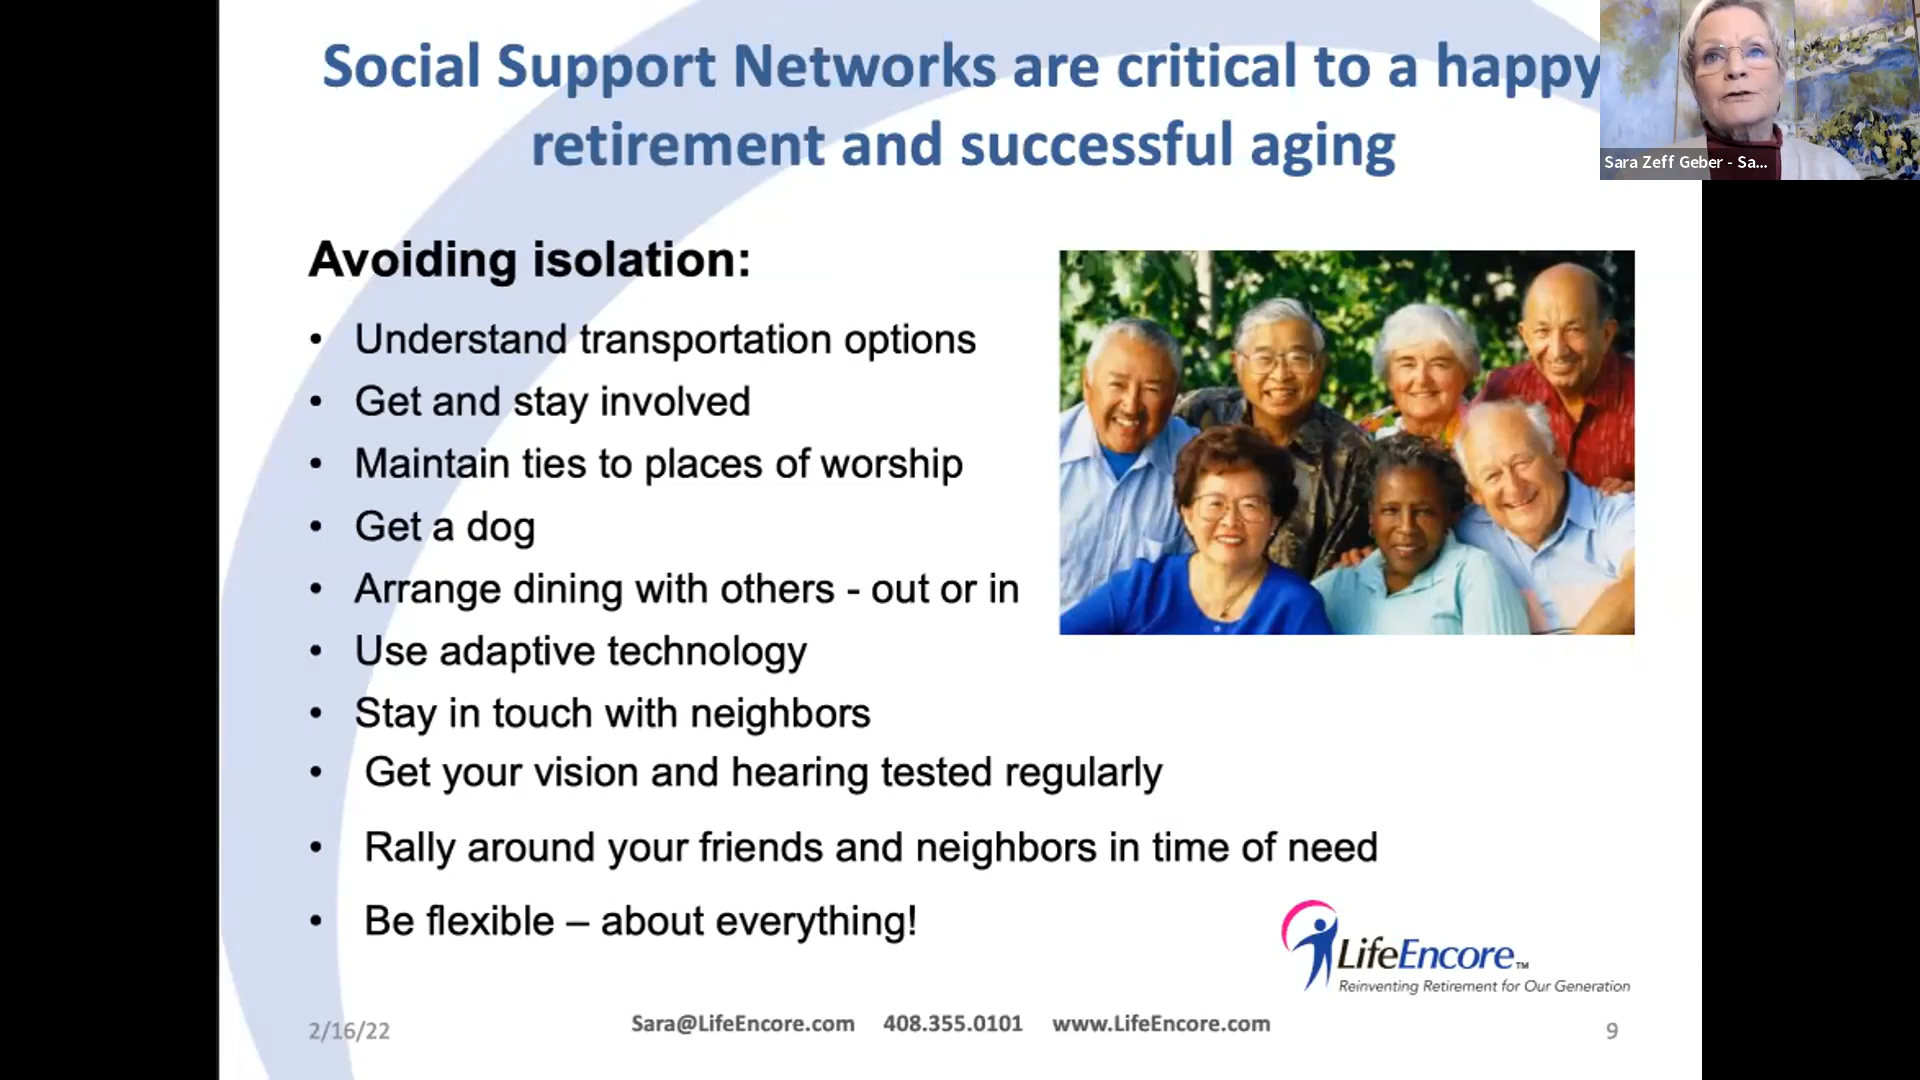 Social Support Networks are critical to a happy
retirement and successful aging
Sara Zeff Geber - Sa...
Avoiding isolation:
• Understand transportation options
• Get and stay involved
• Maintain ties to places of worship
• Get a dog
• Arrange dining with others - out or in
• Use adaptive technology
• Stay in touch with neighbors
• Get your vision and hearing tested regularly
• Rally around your friends and neighbors in time of need
• Be flexible – about everything!
LifeEncore™
Reinventing Retirement for Our Generation
2/16/22
Sara@LifeEncore.com 408.355.0101 www.LifeEncore.com
9